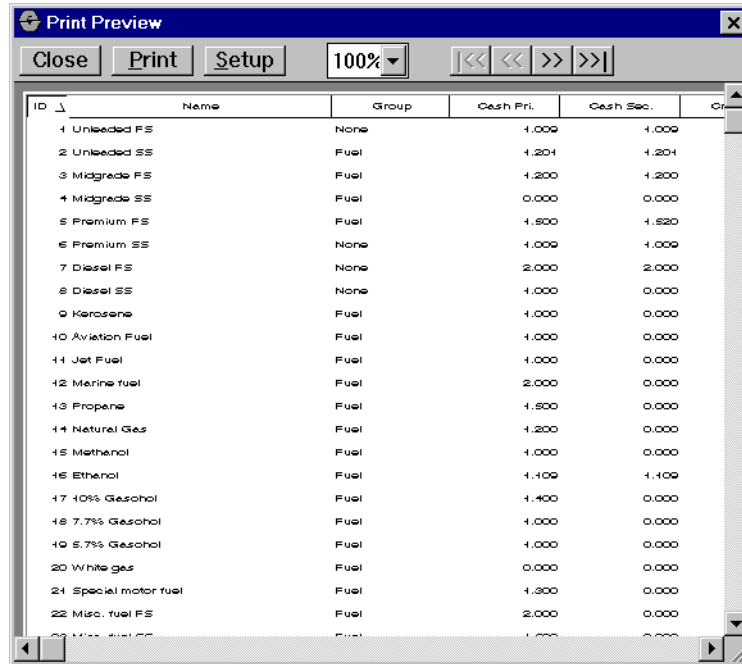 Print Preview
Close Print Setup 100% |<< << >> >>|
ID Name Group Cash Pri. Cash Sec.
1 Unleaded FS None 1.009 1.009
2 Unleaded SS Fuel 1.201 1.201
3 Midgrade FS Fuel 1.200 1.200
4 Midgrade SS Fuel 0.000 0.000
5 Premium FS Fuel 1.500 1.520
6 Premium SS None 1.009 1.009
7 Diesel FS None 2.000 2.000
8 Diesel SS None 1.000 0.000
9 Kerosene Fuel 1.000 0.000
10 Aviation Fuel Fuel 1.000 0.000
11 Jet Fuel Fuel 1.000 0.000
12 Marine fuel Fuel 2.000 0.000
13 Propane Fuel 1.500 0.000
14 Natural Gas Fuel 1.200 0.000
15 Methanol Fuel 1.000 0.000
16 Ethanol Fuel 1.109 1.109
17 10% Gasohol Fuel 1.400 0.000
18 7.7% Gasohol Fuel 1.000 0.000
19 5.7% Gasohol Fuel 1.000 0.000
20 White gas Fuel 0.000 0.000
21 Special motor fuel Fuel 1.300 0.000
22 Misc. fuel FS Fuel 2.000 0.000